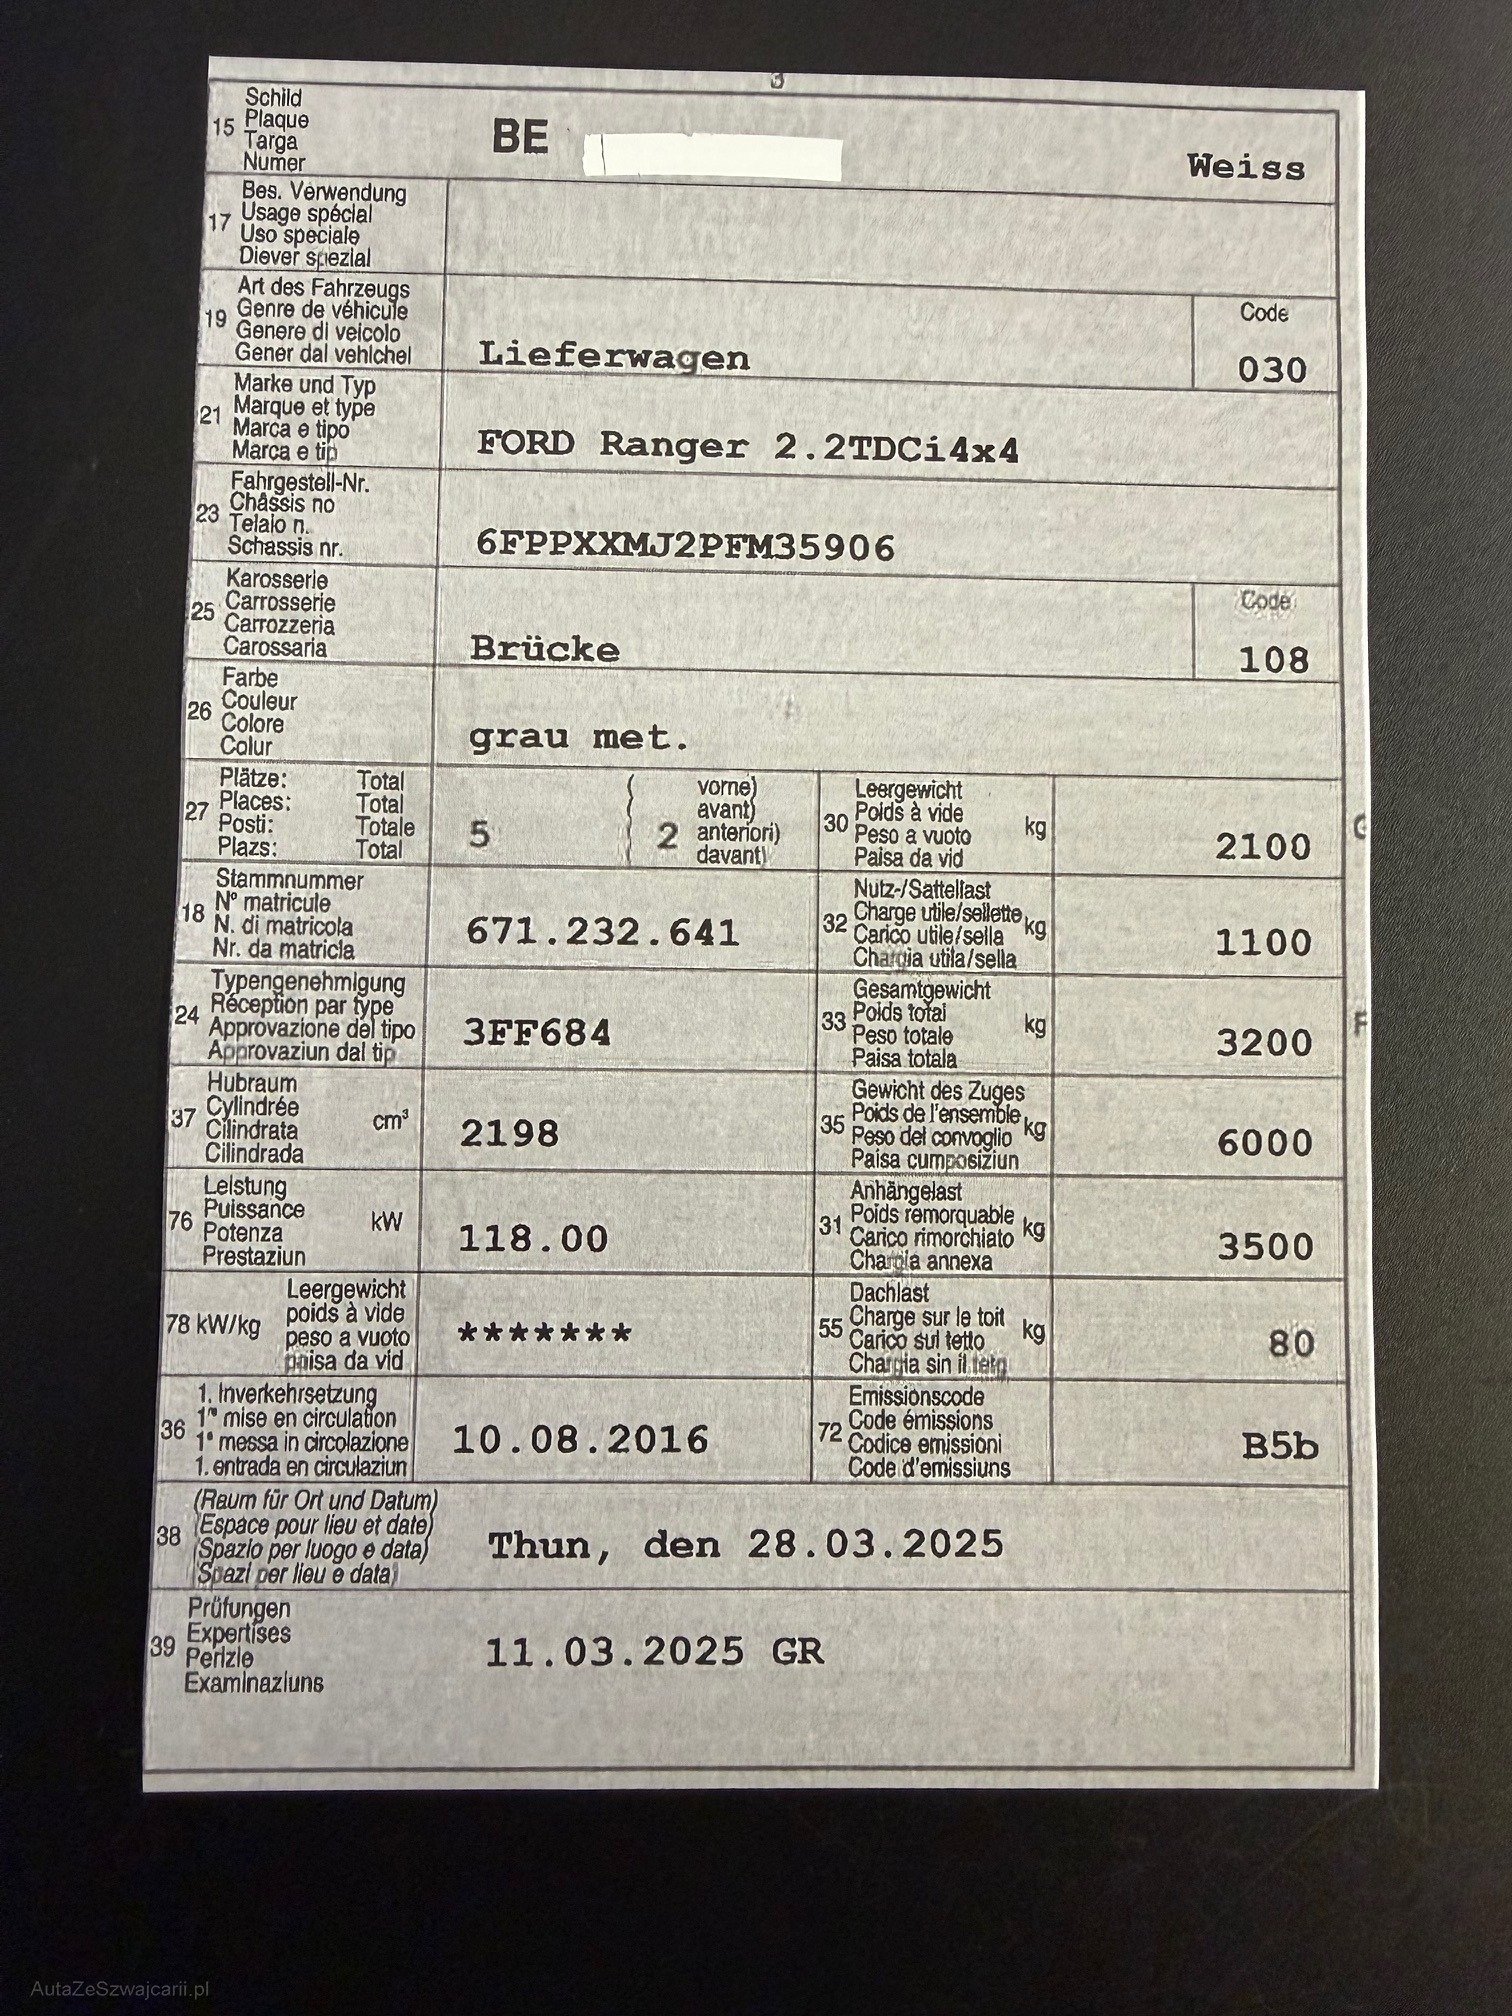 3
15 Schild
Plaque
Targa
Numer
BE
Weiss
17 Bes. Verwendung
Usage spécial
Uso speciale
Diever spezial
19 Art des Fahrzeugs
Genre de véhicule
Genere di veicolo
Gener dal vehichel
Lieferwagen
Code
030
21 Marke und Typ
Marque et type
Marca e tipo
Marca e tip
FORD Ranger 2.2TDCi4x4
23 Fahrgestell-Nr.
Châssis no
Telaio n.
Schassis nr.
6FPPXXMJ2PFM35906
25 Karosserie
Carrosserie
Carrozzeria
Carossaria
Brücke
Code
108
26 Farbe
Couleur
Colore
Colur
grau met.
27 Plätze: Total
Places: Total
Posti: Totale
Plazs: Total
5
( 2 vorne)
avant)
anteriori)
davant)
30 Leergewicht
Poids à vide
Peso a vuoto
Paisa da vid
kg
2100
18 Stammnummer
N° matricule
N. di matricola
Nr. da matricla
671.232.641
32 Nutz-/Sattellast
Charge utile/sellette
Carico utile/sella
Chargia utila/sella
kg
1100
24 Typengenehmigung
Réception par type
Approvazione del tipo
Approvaziun dal tip
3FF684
33 Gesamtgewicht
Poids total
Peso totale
Paisa totala
kg
3200
37 Hubraum
Cylindrée
Cilindrata
Cilindrada
cm³
2198
35 Gewicht des Zuges
Poids de l'ensemble
Peso del convoglio
Paisa cumposiziun
kg
6000
76 Leistung
Puissance
Potenza
Prestaziun
kW
118.00
31 Anhängelast
Poids remorquable
Carico rimorchiato
Chargia annexa
kg
3500
78 kW/kg
Leergewicht
poids à vide
peso a vuoto
paisa da vid
*******
55 Dachlast
Charge sur le toit
Carico sul tetto
Chargia sin il tetg
kg
80
36 1. Inverkehrsetzung
1re mise en circulation
1a messa in circolazione
1. entrada en circulaziun
10.08.2016
72 Emissionscode
Code émissions
Codice emissioni
Code d'emissiuns
B5b
38 (Raum für Ort und Datum)
(Espace pour lieu et date)
(Spazio per luogo e data)
(Spazi per lieu e data)
Thun, den 28.03.2025
39 Prüfungen
Expertises
Perizie
Examinaziuns
11.03.2025 GR
AutaZeSzwajcarii.pl